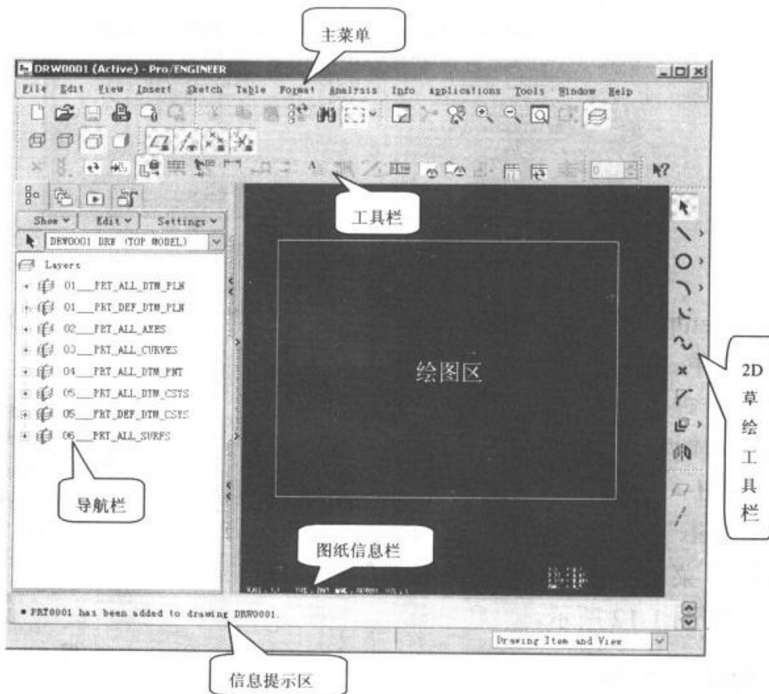 主菜单
DRW0001 (Active) - Pro/ENGINEER
File Edit View Insert Sketch Table Format Analysis Info Applications Tools Window Help
0
工具栏
Show Edit Settings
DRW0001 DRW (TOP MODEL)
Layers
01___PRT_ALL_DTM_PLN
01___PRT_DEF_DTM_PLN
02___PRT_ALL_AXES
03___PRT_ALL_CURVES
04___PRT_ALL_DTM_PNT
05___PRT_ALL_DTM_CSYS
05___PRT_DEF_DTM_CSYS
06___PRT_ALL_SURFS
绘图区
2D
草
绘
工
具
栏
导航栏
图纸信息栏
PRT0001 has been added to drawing DRW0001.
Drawing Item and View
信息提示区